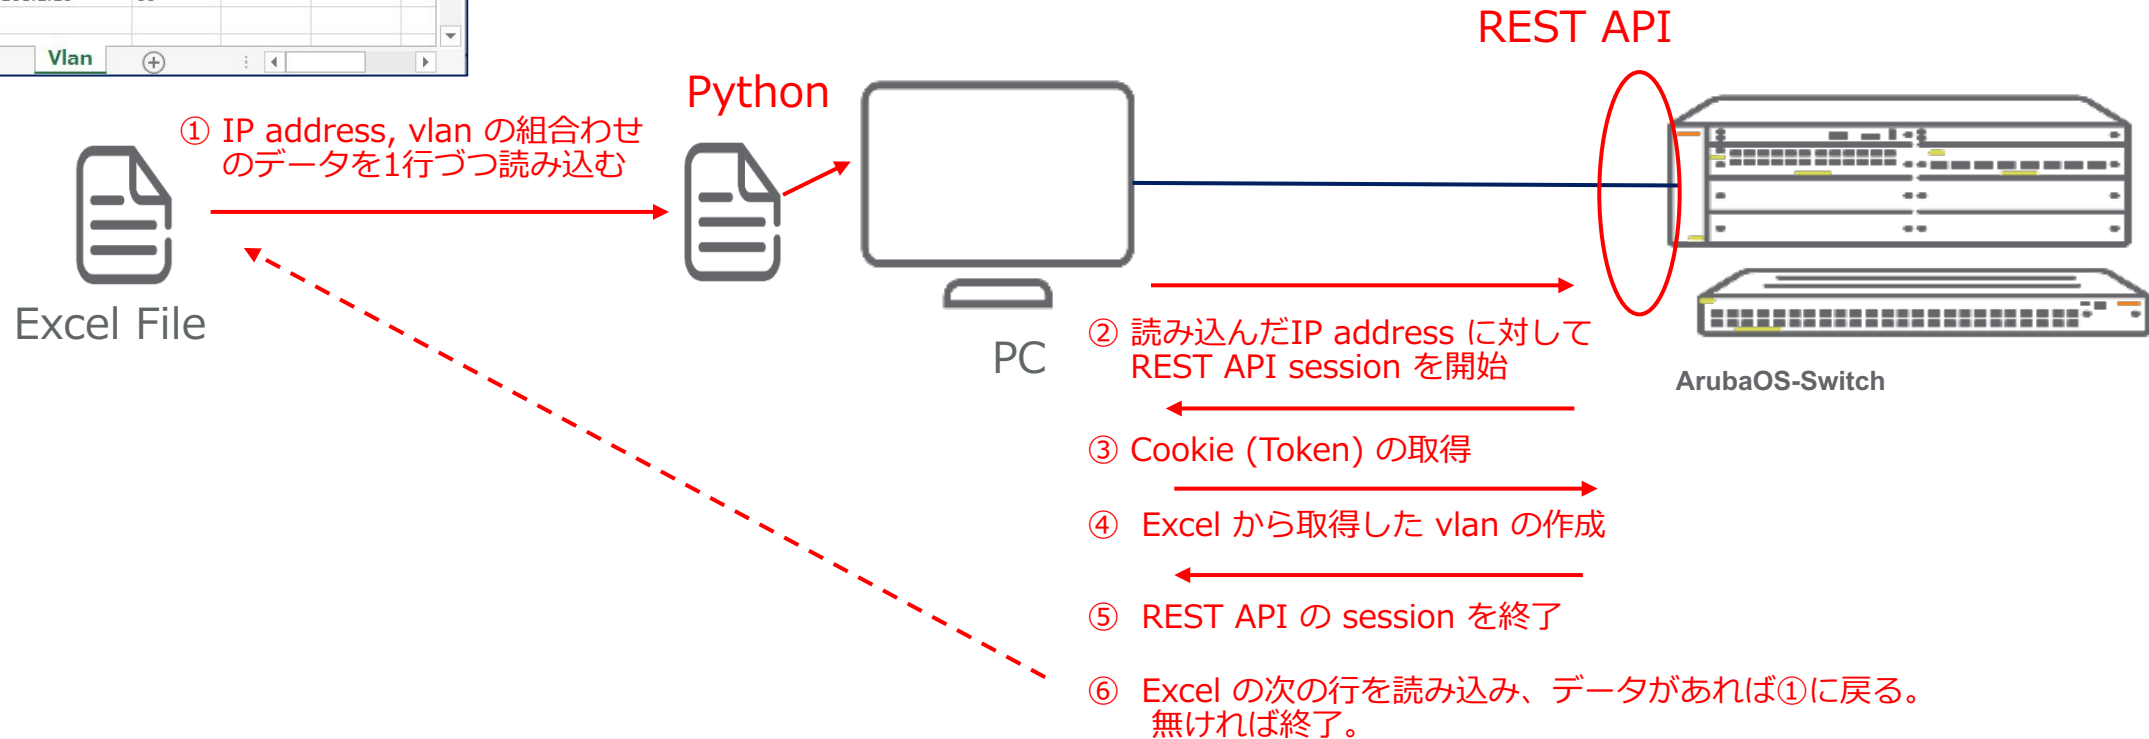 Vlan
REST API
Python
① IP address, vlan の組合わせ
のデータを1行づつ読み込む
Excel File
PC
② 読み込んだIP address に対して
REST API session を開始
ArubaOS-Switch
③ Cookie (Token) の取得
④ Excel から取得した vlan の作成
⑤ REST API の session を終了
⑥ Excel の次の行を読み込み、データがあれば①に戻る。
無ければ終了。